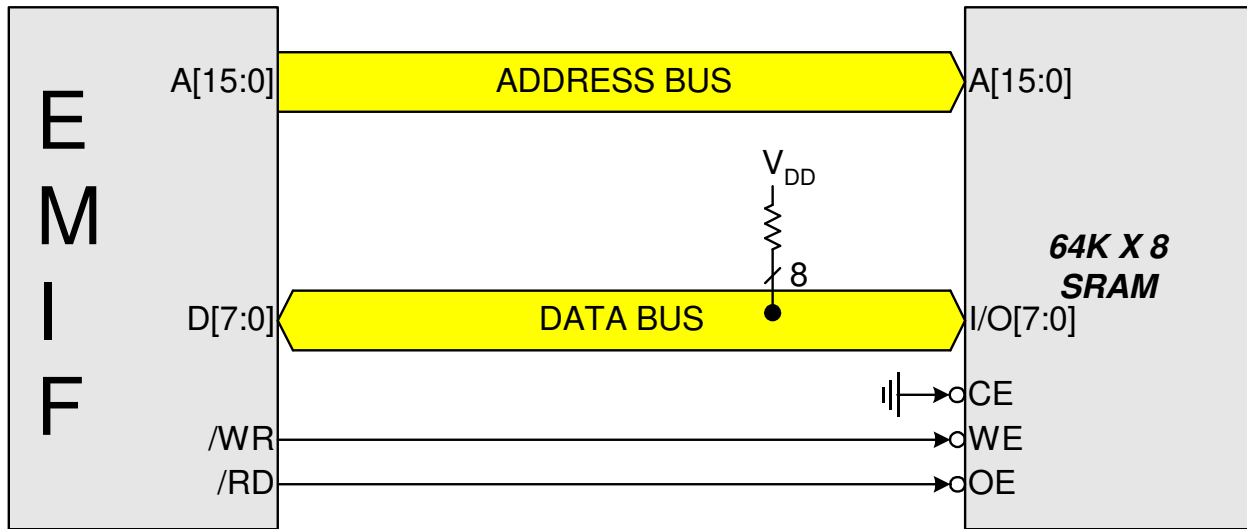 EMIF
A[15:0]
ADDRESS BUS
A[15:0]
VDD
8
64K X 8
SRAM
D[7:0]
DATA BUS
I/O[7:0]
CE
/WR
WE
/RD
OE